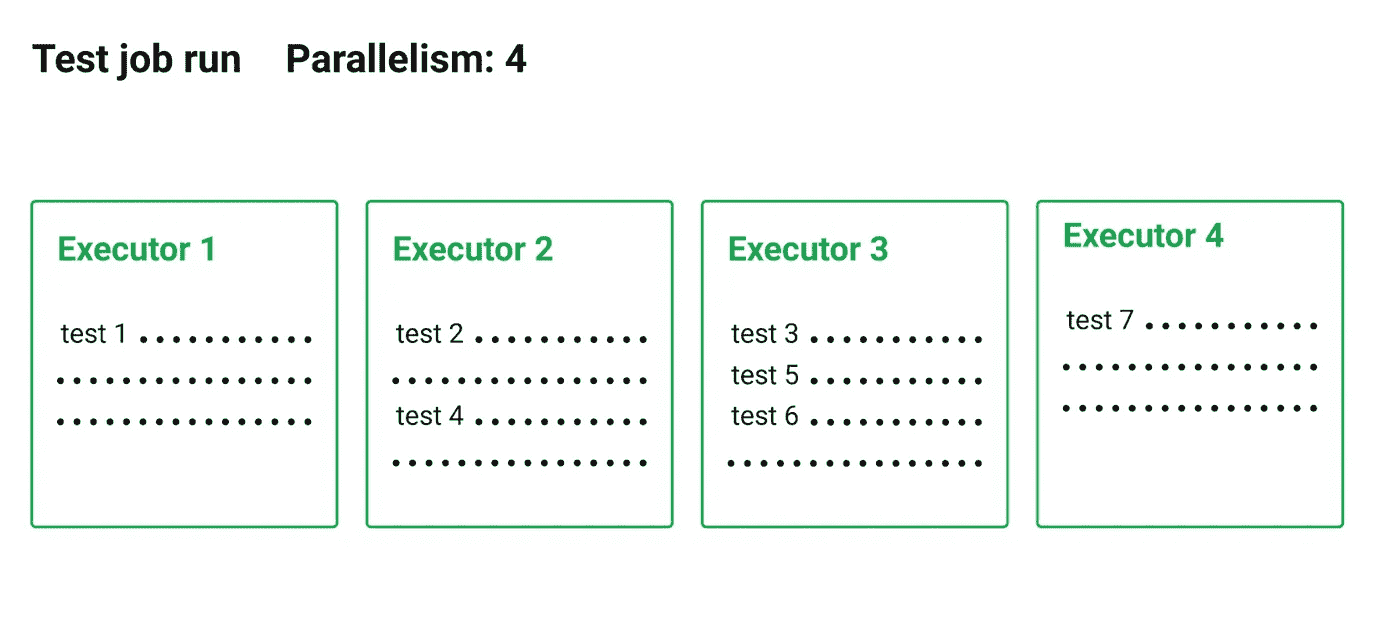 Test job run Parallelism: 4
Executor 1
test 1 ...........
................
................
Executor 2
test 2 ...........
................
test 4 ...........
................
Executor 3
test 3 ...........
test 5 ...........
test 6 ...........
................
Executor 4
test 7 ...........
................
................